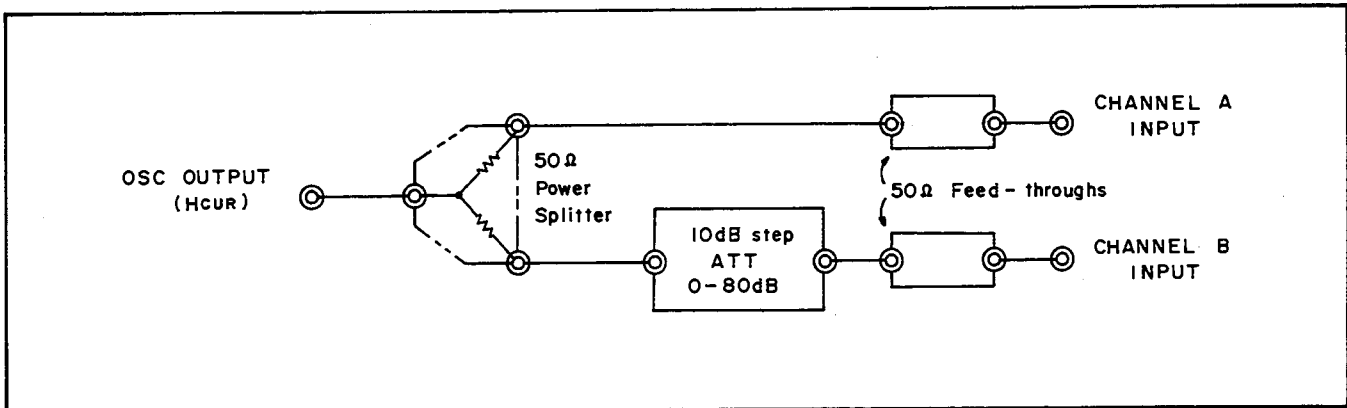 OSC OUTPUT
(HCUR)
50Ω
Power
Splitter
10dB step
ATT
0-80dB
CHANNEL A
INPUT
50Ω Feed-throughs
CHANNEL B
INPUT